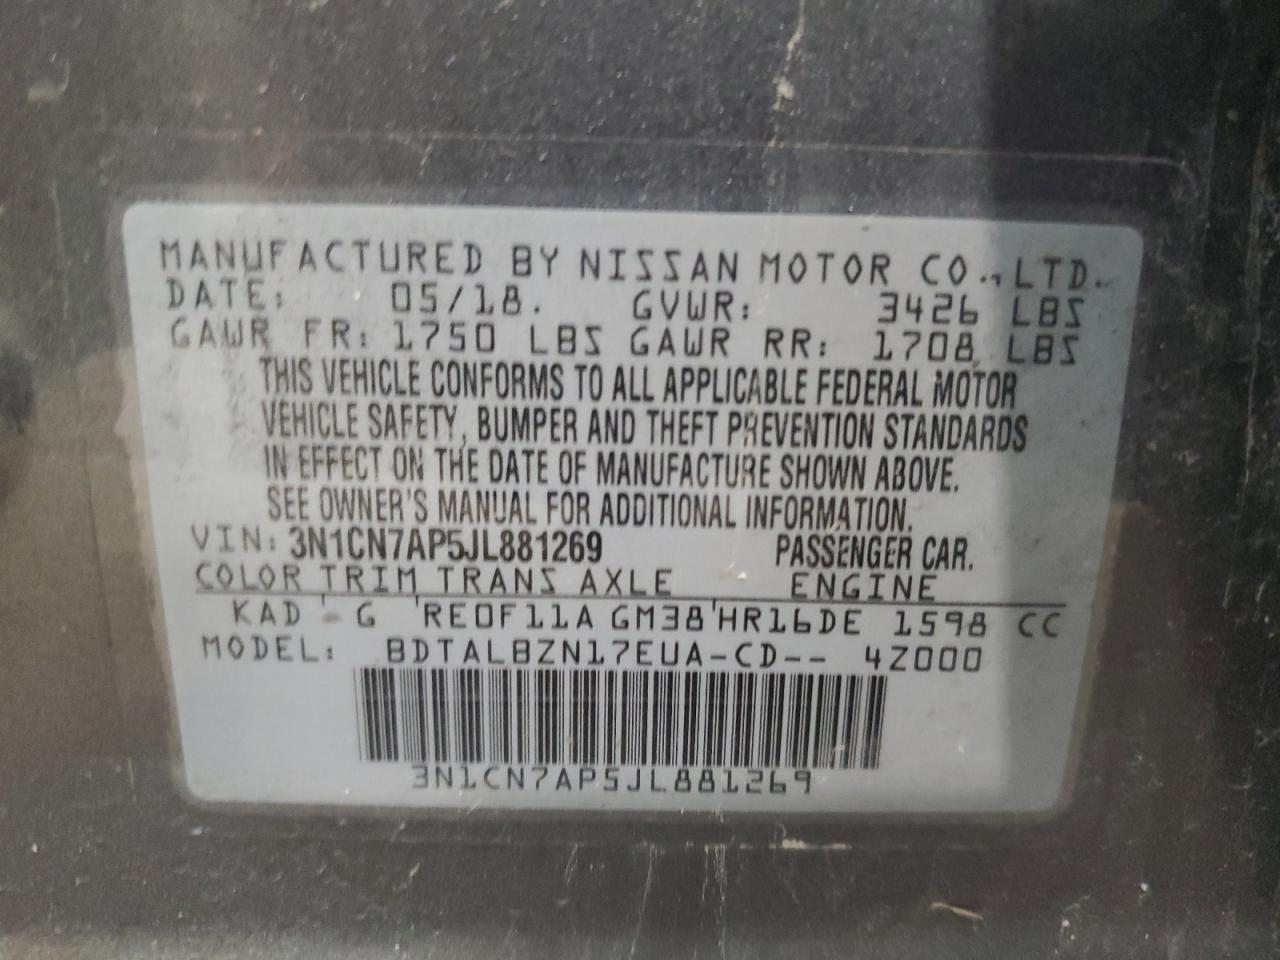 MANUFACTURED BY NISSAN MOTOR CO., LTD.
DATE: 05/18. GVWR: 3426 LBS
GAWR FR: 1750 LBS GAWR RR: 1708 LBS
THIS VEHICLE CONFORMS TO ALL APPLICABLE FEDERAL MOTOR
VEHICLE SAFETY, BUMPER AND THEFT PREVENTION STANDARDS
IN EFFECT ON THE DATE OF MANUFACTURE SHOWN ABOVE.
SEE OWNER'S MANUAL FOR ADDITIONAL INFORMATION.
VIN: 3N1CN7AP5JL881269 PASSENGER CAR.
COLOR TRIM TRANS AXLE ENGINE
KAD - G RE0F11A GM38 HR16DE 1598 CC
MODEL: BDTALBZN17EUA-CD-- 4Z000
3N1CN7AP5JL881269